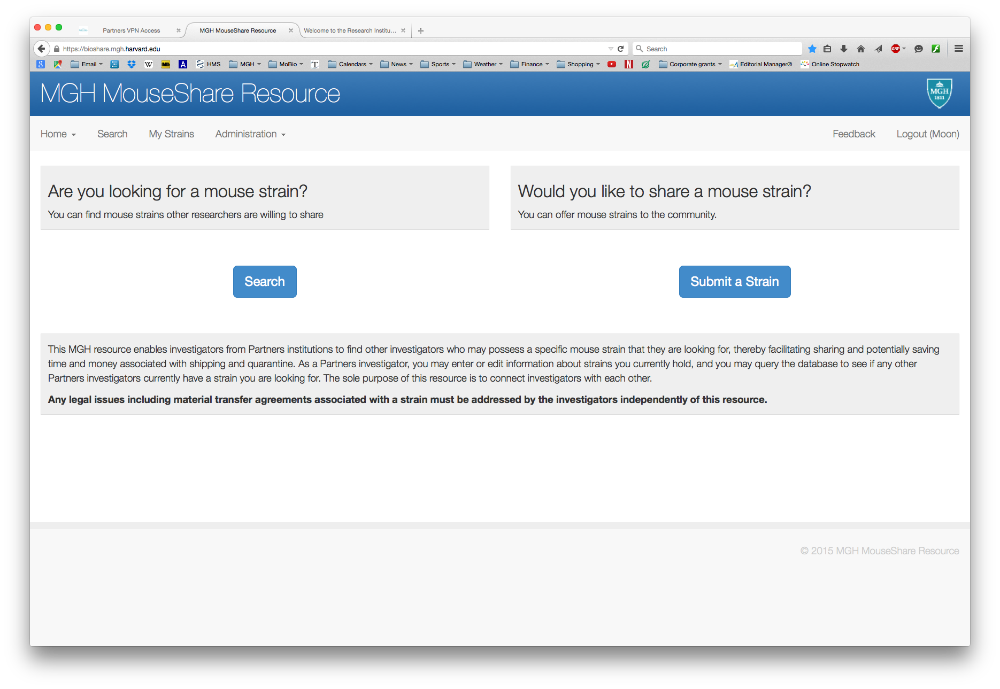 Partners VPN Access
MGH MouseShare Resource
Welcome to the Research Institu...
https://bioshare.mgh.harvard.edu
Search
ABP
8
Email
W
IMDb
A
HMS
MGH
MoBio
T
Calendars
News
Sports
Weather
Finance
Shopping
N
Corporate grants
Editorial Manager®
Online Stopwatch
MGH MouseShare Resource
MGH
1811
Home
Search
My Strains
Administration
Feedback
Logout (Moon)
Are you looking for a mouse strain?
You can find mouse strains other researchers are willing to share
Would you like to share a mouse strain?
You can offer mouse strains to the community.
Search
Submit a Strain
This MGH resource enables investigators from Partners institutions to find other investigators who may possess a specific mouse strain that they are looking for, thereby facilitating sharing and potentially saving
time and money associated with shipping and quarantine. As a Partners investigator, you may enter or edit information about strains you currently hold, and you may query the database to see if any other
Partners investigators currently have a strain you are looking for. The sole purpose of this resource is to connect investigators with each other.
Any legal issues including material transfer agreements associated with a strain must be addressed by the investigators independently of this resource.
© 2015 MGH MouseShare Resource